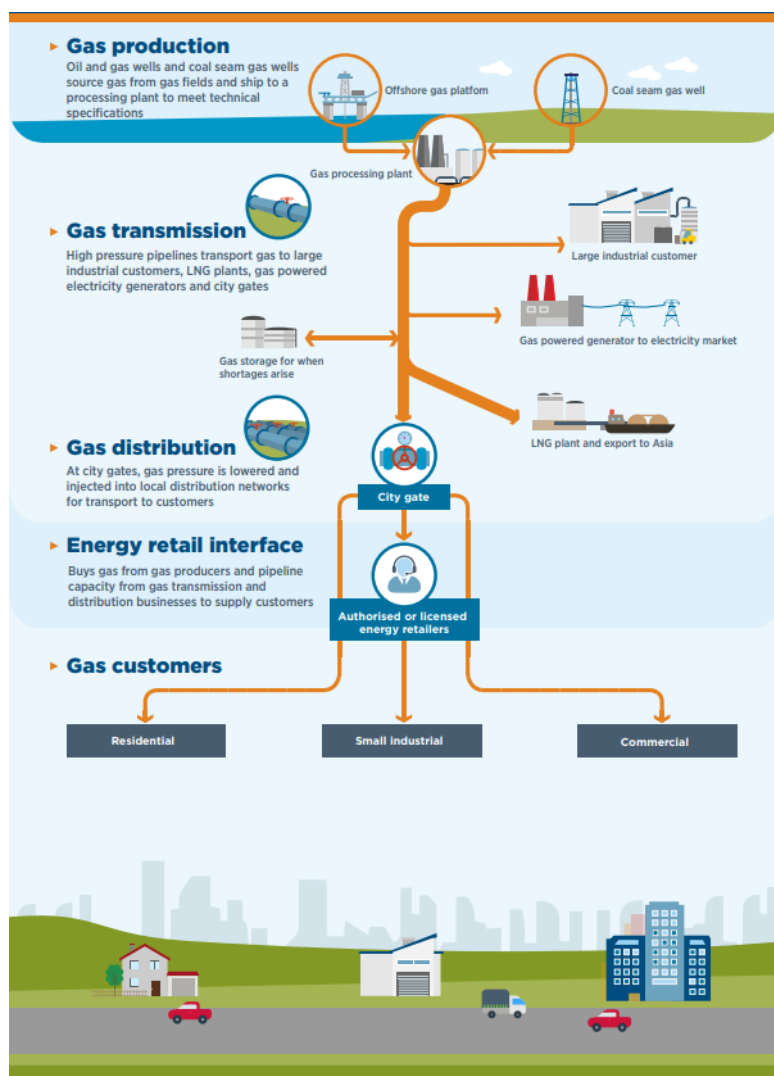 Gas production
Oil and gas wells and coal seam gas wells
source gas from gas fields and ship to a
processing plant to meet technical
specifications
Offshore gas platfom
Coal seam gas well
Gas processing plant
Gas transmission
High pressure pipelines transport gas to large
industrial customers, LNG plants, gas powered
electricity generators and city gates
Large industrial customer
Gas powered generator to electricity market
Gas storage for when
shortages arise
LNG plant and export to Asia
Gas distribution
At city gates, gas pressure is lowered and
injected into local distribution networks
for transport to customers
City gate
Energy retail interface
Buys gas from gas producers and pipeline
capacity from gas transmission and
distribution businesses to supply customers
Authorised or licensed
energy retailers
Gas customers
Residential
Small industrial
Commercial